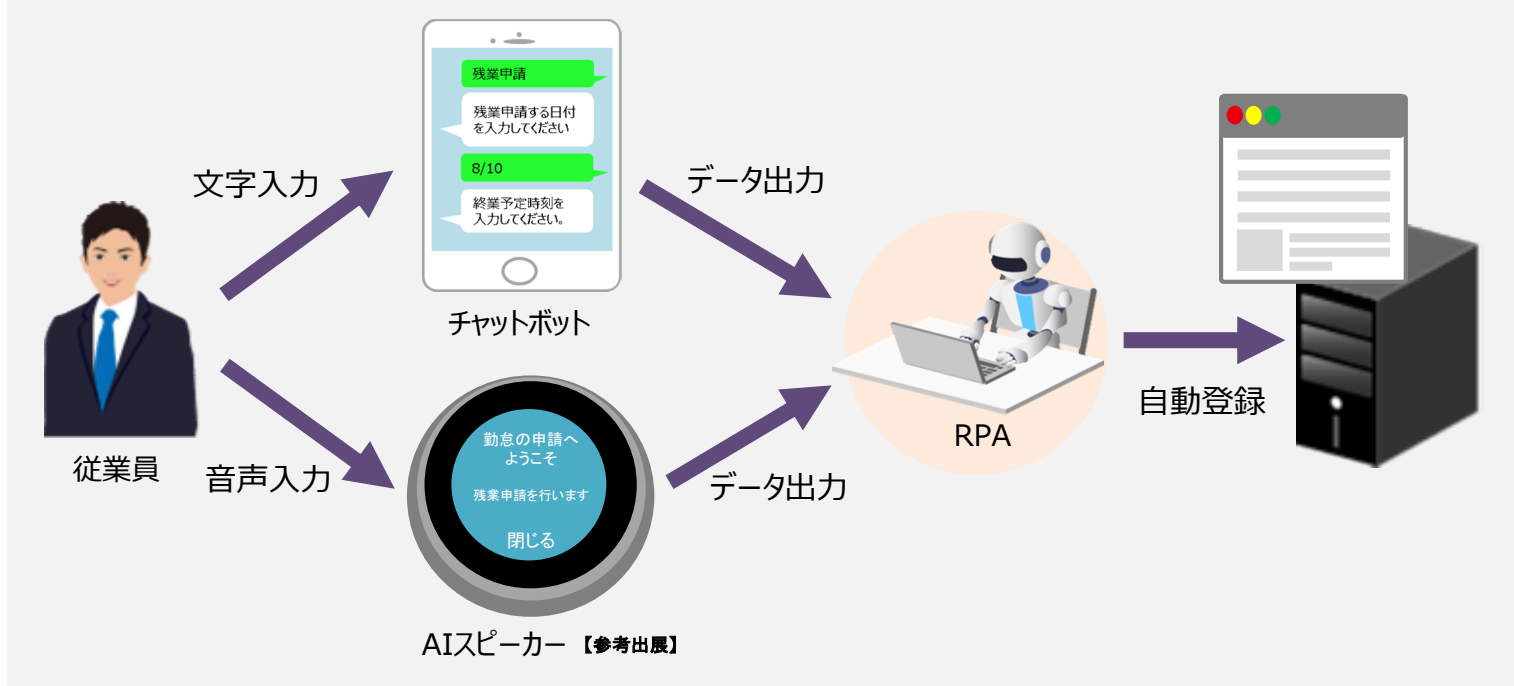 残業申請
残業申請する日付
を入力してください
8/10
終業予定時刻を
入力してください。
文字入力
データ出力
チャットボット
従業員
音声入力
勤怠の申請へ
ようこそ
残業申請を行います
閉じる
データ出力
AIスピーカー 【参考出展】
RPA
自動登録